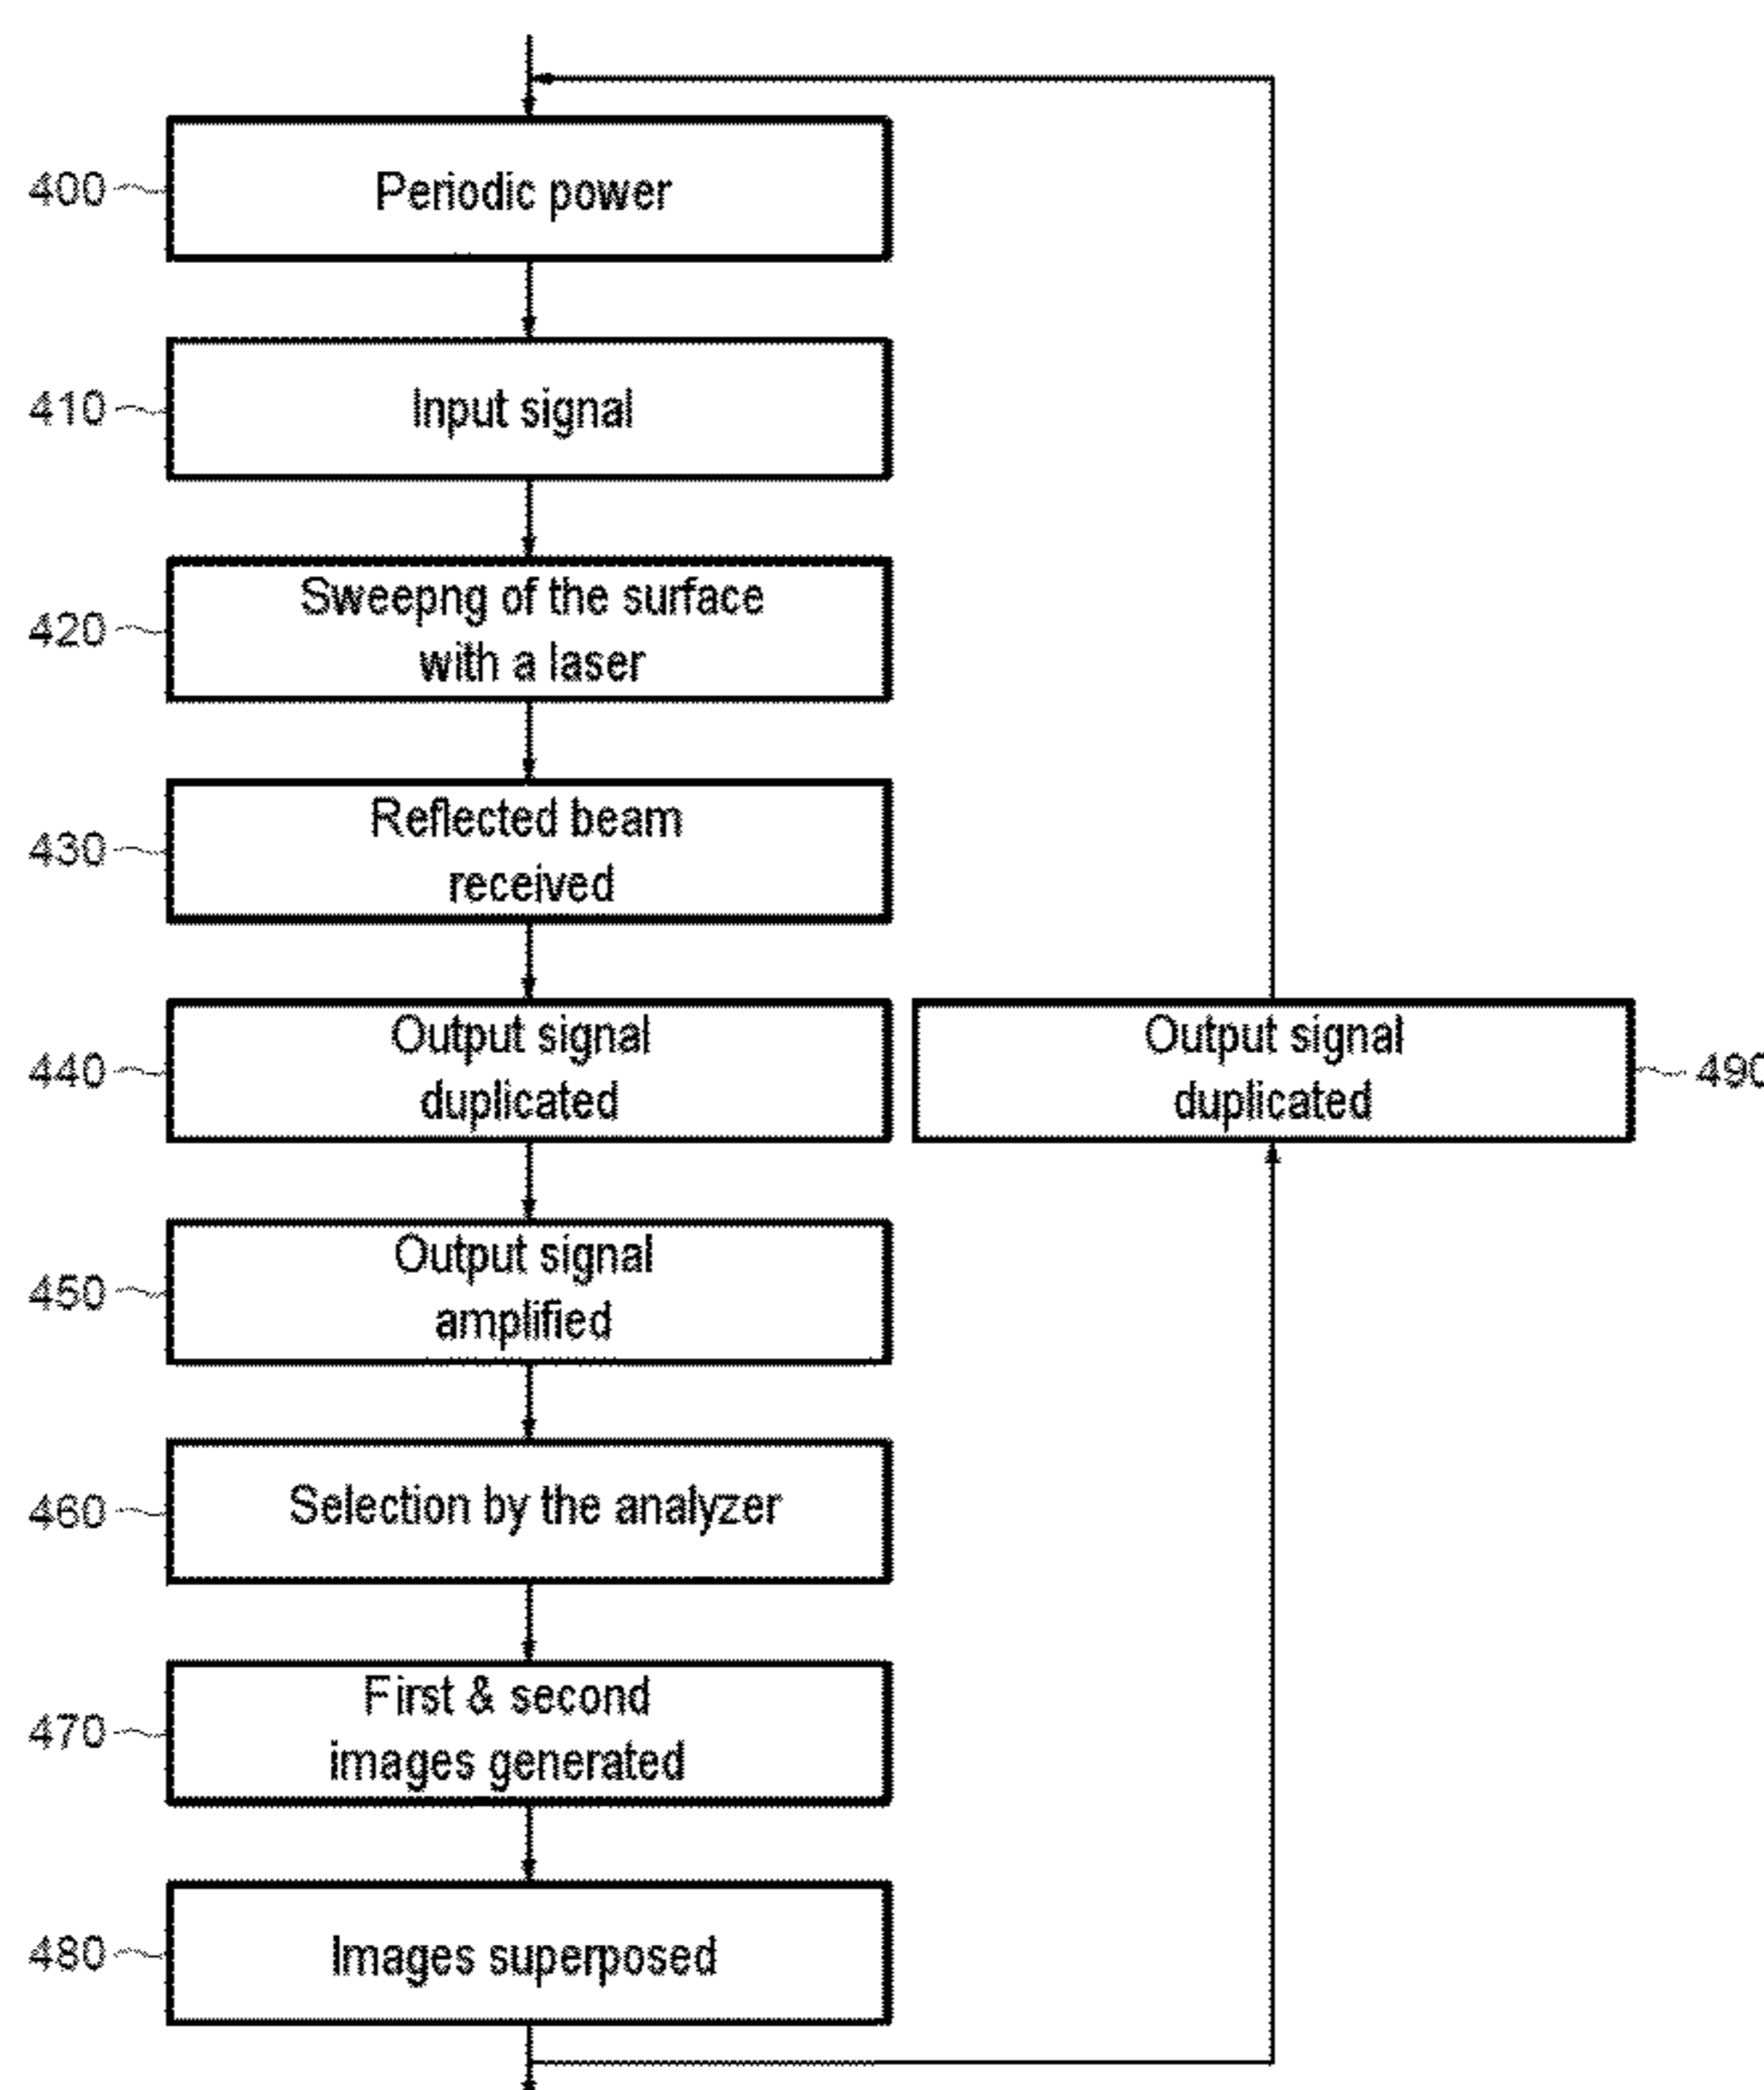 400
Periodic power
410
Input signal
420
Sweepng of the surface
with a laser
430
Reflected beam
received
440
Output signal
duplicated
Output signal
duplicated
490
450
Output signal
amplified
460
Selection by the analyzer
470
First & second
images generated
480
Images superposed